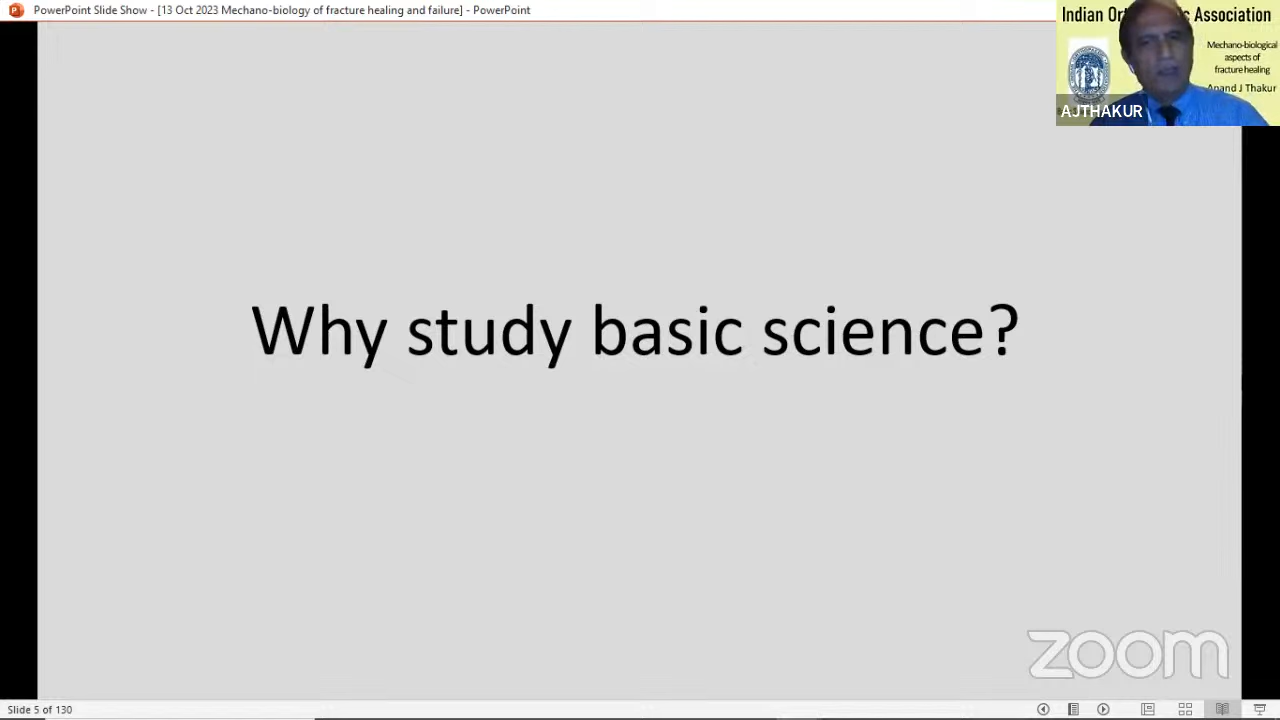 PowerPoint Slide Show - [13 Oct 2023 Mechano-biology of fracture healing and failure] - PowerPoint
Indian Association
Mechano-biological
aspects of
fracture healing
Anand J Thakur
AJTHAKUR
Why study basic science?
zoom
Slide 5 of 130